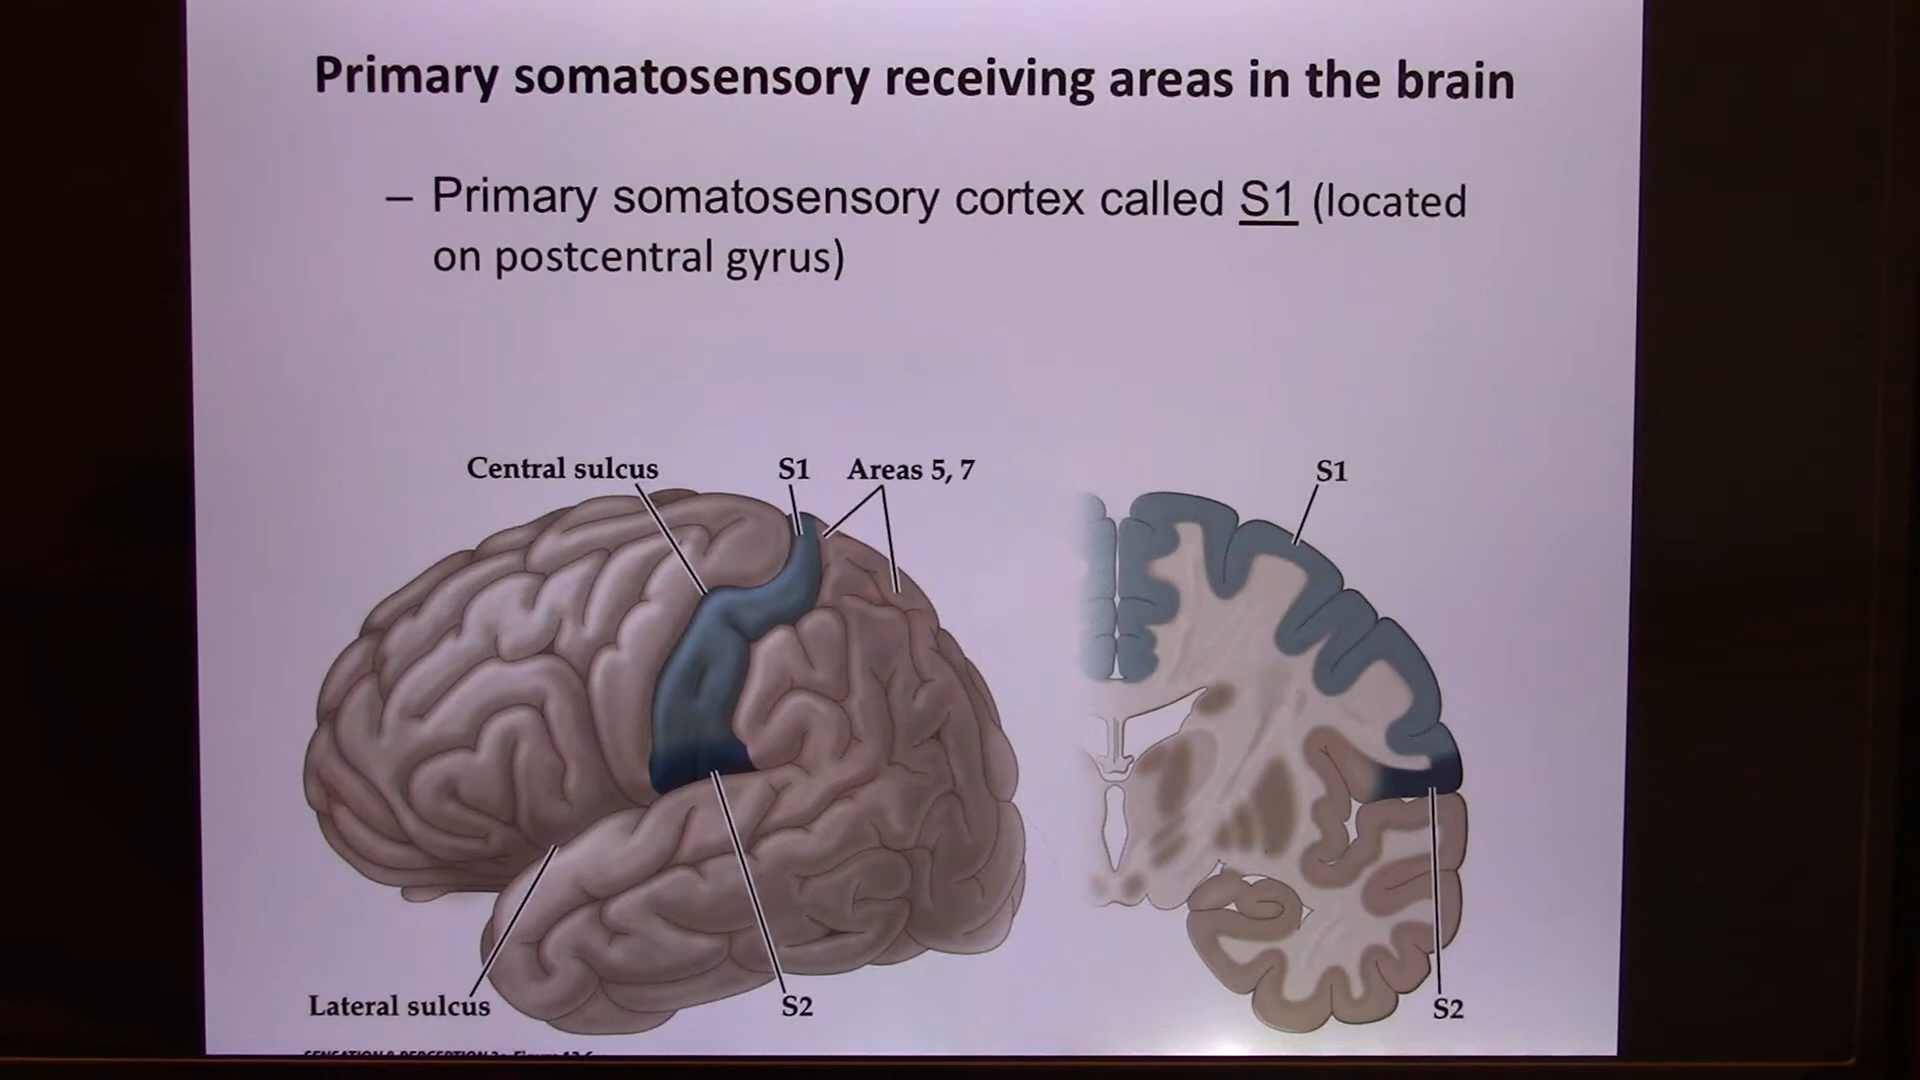 Primary somatosensory receiving areas in the brain
– Primary somatosensory cortex called S1 (located
on postcentral gyrus)
Central sulcus
S1
Areas 5, 7
S1
Lateral sulcus
S2
S2